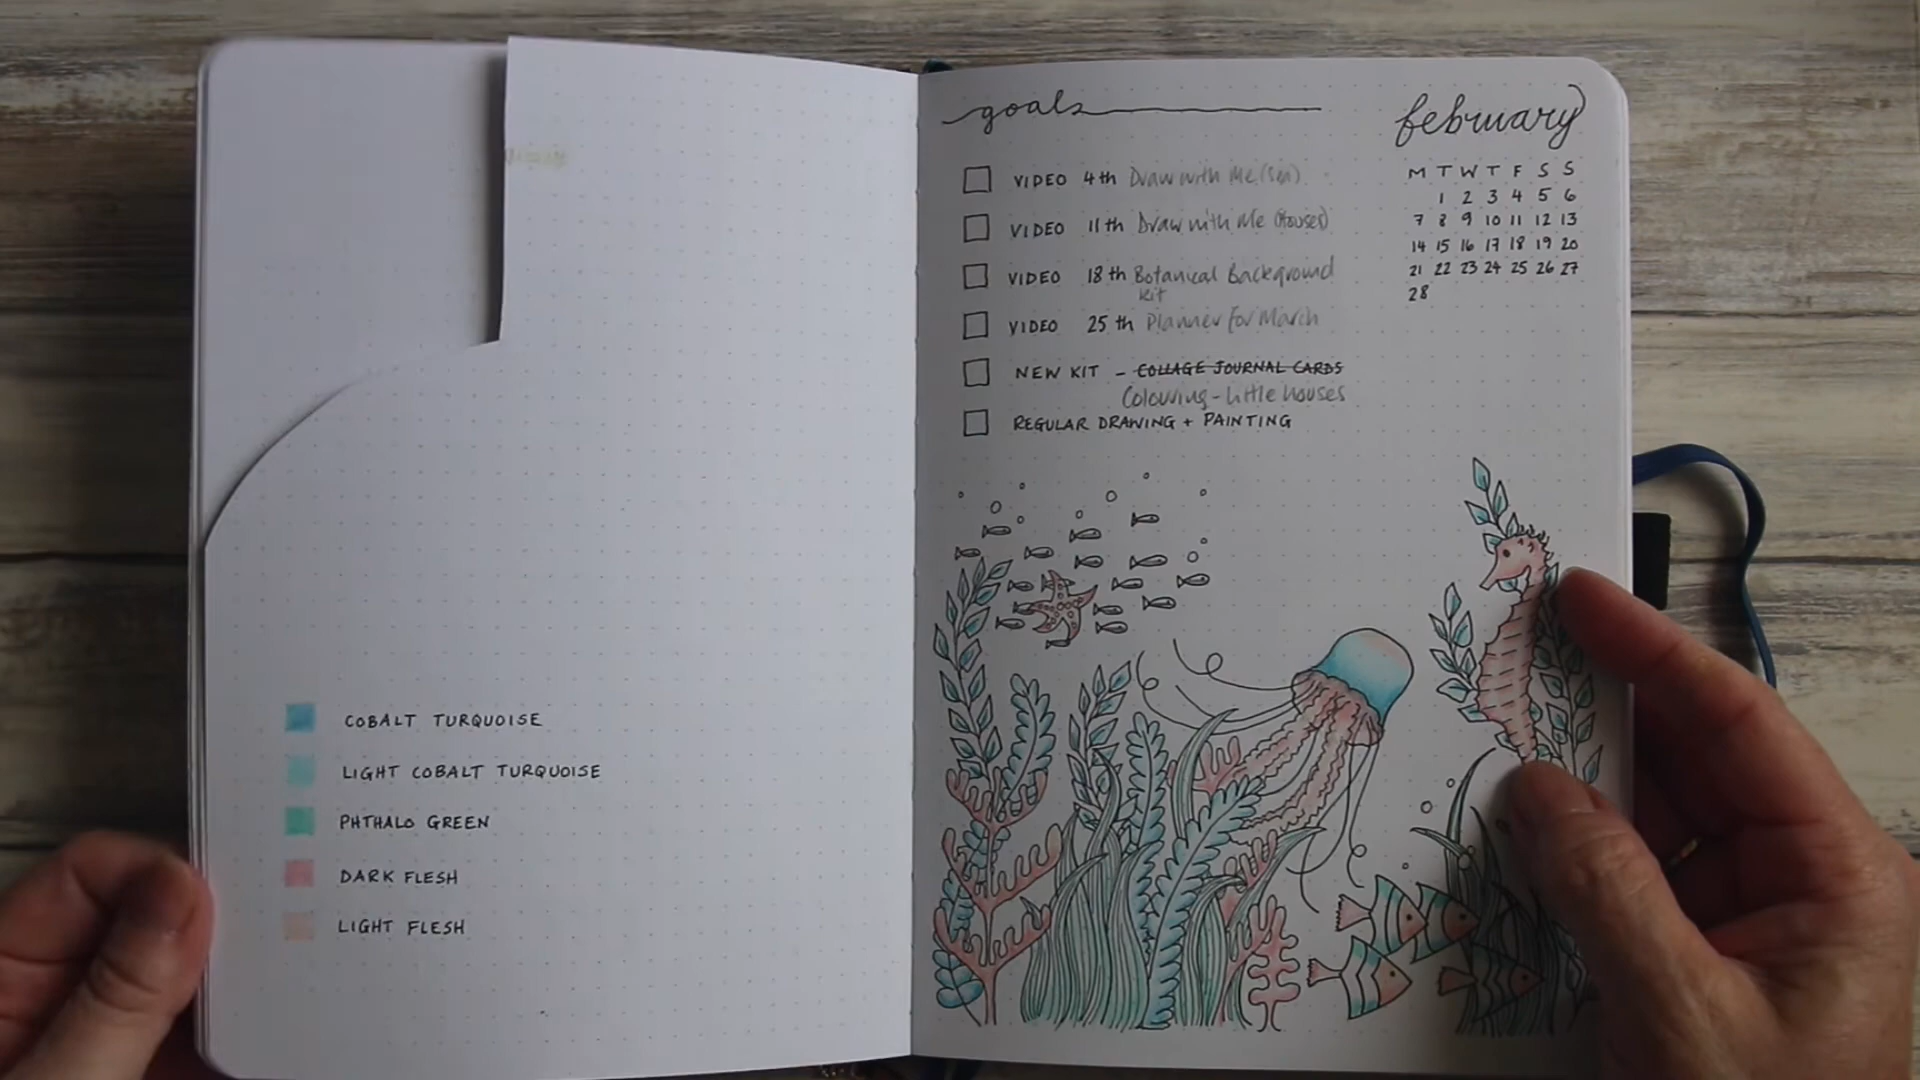 COBALT TURQUOISE
LIGHT COBALT TURQUOISE
PHTHALO GREEN
DARK FLESH
LIGHT FLESH
goals
VIDEO 4th Draw with Me (Sea)
VIDEO 11th Draw with Me (Houses)
VIDEO 18th Botanical Background
kit
VIDEO 25th Planner for March
NEW KIT - COLLAGE JOURNAL CARDS
Colouring - Little houses
REGULAR DRAWING + PAINTING
february
M T W T F S S
1 2 3 4 5 6
7 8 9 10 11 12 13
14 15 16 17 18 19 20
21 22 23 24 25 26 27
28